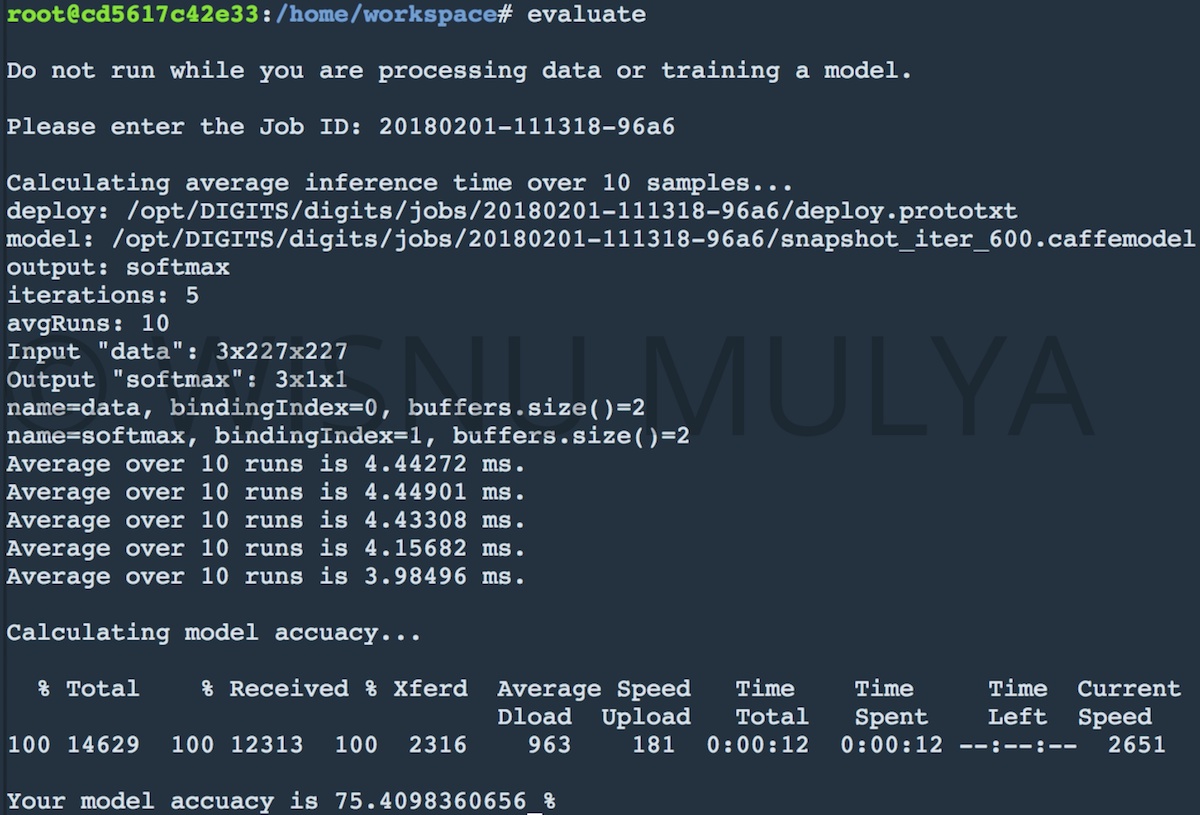 root@cd5617c42e33:/home/workspace# evaluate
Do not run while you are processing data or training a model.
Please enter the Job ID: 20180201-111318-96a6
Calculating average inference time over 10 samples...
deploy: /opt/DIGITS/digits/jobs/20180201-111318-96a6/deploy.prototxt
model: /opt/DIGITS/digits/jobs/20180201-111318-96a6/snapshot_iter_600.caffemodel
output: softmax
iterations: 5
avgRuns: 10
Input "data": 3x227x227
Output "softmax": 3x1x1
name=data, bindingIndex=0, buffers.size()=2
name=softmax, bindingIndex=1, buffers.size()=2
Average over 10 runs is 4.44272 ms.
Average over 10 runs is 4.44901 ms.
Average over 10 runs is 4.43308 ms.
Average over 10 runs is 4.15682 ms.
Average over 10 runs is 3.98496 ms.
Calculating model accuacy...
% Total % Received % Xferd Average Speed Time Time Time Current
Dload Upload Total Spent Left Speed
100 14629 100 12313 100 2316 963 181 0:00:12 0:00:12 --:--:-- 2651
Your model accuacy is 75.4098360656 %
© WISNU MULYA